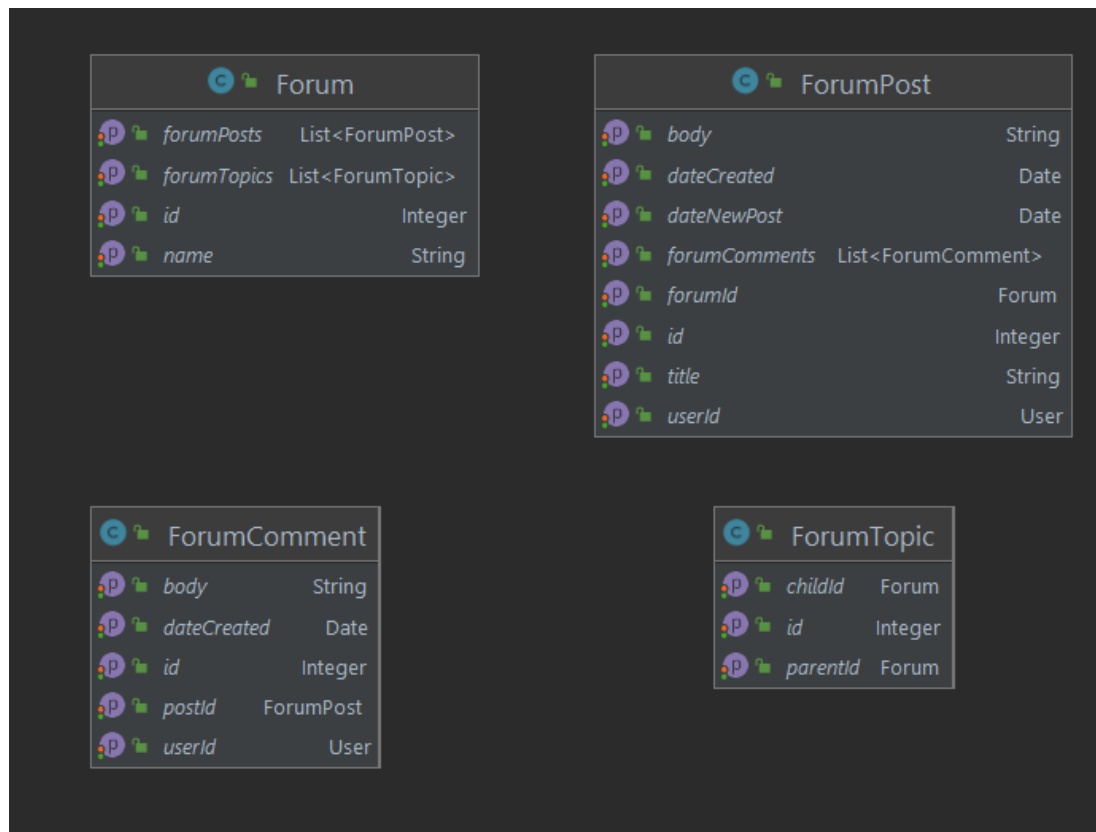 Forum
forumPosts List<ForumPost>
forumTopics List<ForumTopic>
id Integer
name String
ForumPost
body String
dateCreated Date
dateNewPost Date
forumComments List<ForumComment>
forumId Forum
id Integer
title String
userId User
ForumComment
body String
dateCreated Date
id Integer
postId ForumPost
userId User
ForumTopic
childId Forum
id Integer
parentId Forum